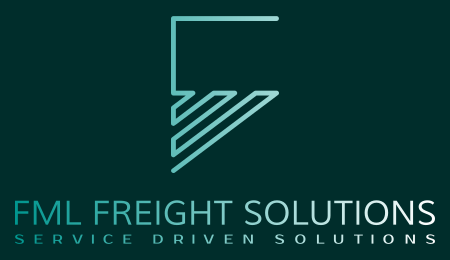 FML FREIGHT SOLUTIONS
SERVICE DRIVEN SOLUTIONS